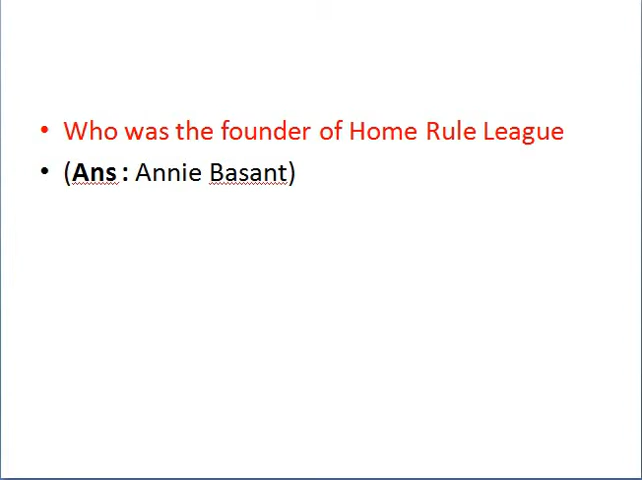 • Who was the founder of Home Rule League
• (Ans : Annie Basant)